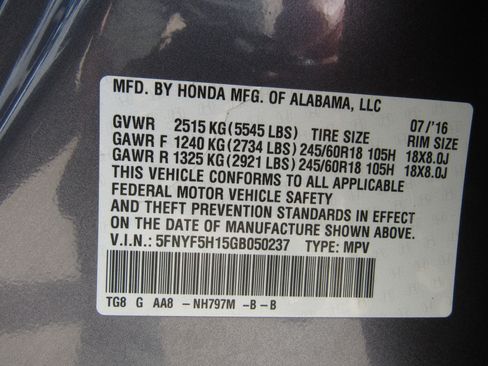 MFD. BY HONDA MFG. OF ALABAMA, LLC 07/'16
GVWR 2515 KG (5545 LBS) TIRE SIZE RIM SIZE
GAWR F 1240 KG (2734 LBS) 245/60R18 105H 18X8.0J
GAWR R 1325 KG (2921 LBS) 245/60R18 105H 18X8.0J
THIS VEHICLE CONFORMS TO ALL APPLICABLE
FEDERAL MOTOR VEHICLE SAFETY
AND THEFT PREVENTION STANDARDS IN EFFECT
ON THE DATE OF MANUFACTURE SHOWN ABOVE.
V.I.N.: 5FNYF5H15GB050237 TYPE: MPV
TG8 G AA8 - NH797M -B - B